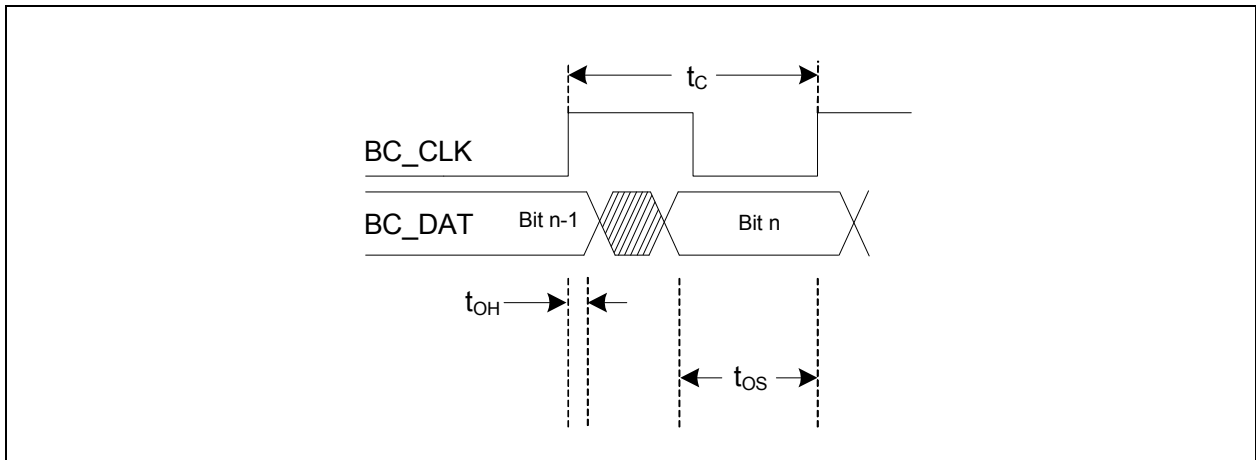 tC
BC_CLK
BC_DAT
Bit n-1
Bit n
tOH
tOS